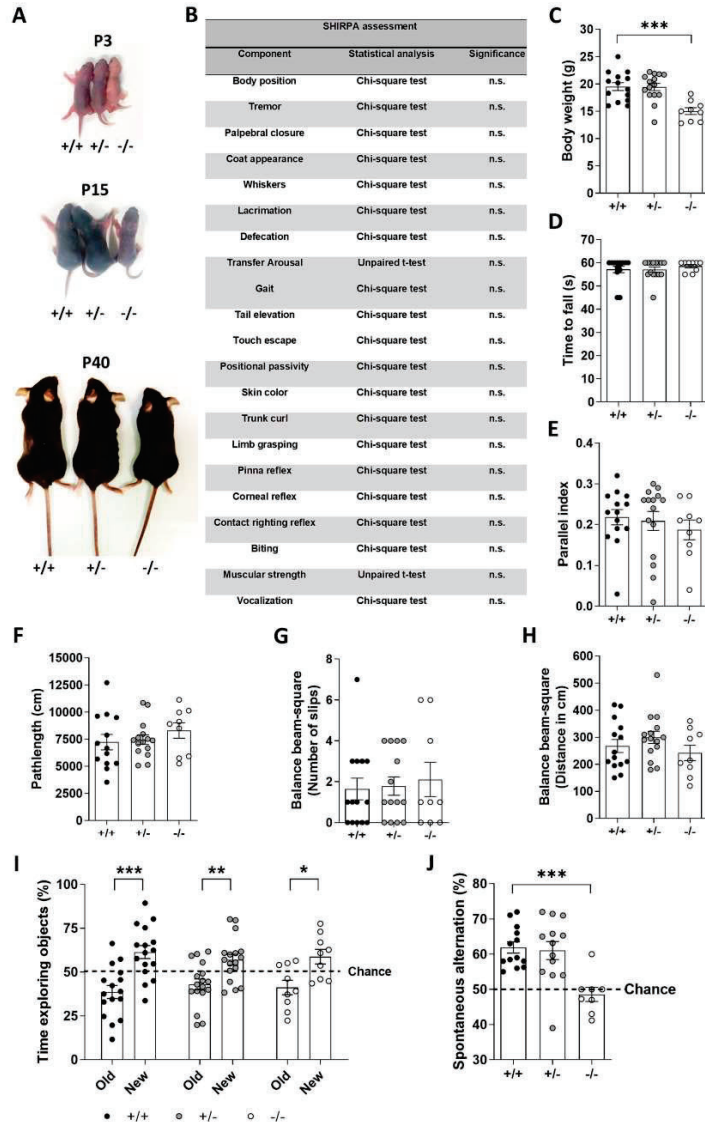 A
P3
+/+ +/- -/-
P15
+/+ +/- -/-
P40
+/+ +/- -/-
B
SHIRPA assessment
Component Statistical analysis Significance
Body position Chi-square test n.s.
Tremor Chi-square test n.s.
Palpebral closure Chi-square test n.s.
Coat appearance Chi-square test n.s.
Whiskers Chi-square test n.s.
Lacrimation Chi-square test n.s.
Defecation Chi-square test n.s.
Transfer Arousal Unpaired t-test n.s.
Gait Chi-square test n.s.
Tail elevation Chi-square test n.s.
Touch escape Chi-square test n.s.
Positional passivity Chi-square test n.s.
Skin color Chi-square test n.s.
Trunk curl Chi-square test n.s.
Limb grasping Chi-square test n.s.
Pinna reflex Chi-square test n.s.
Corneal reflex Chi-square test n.s.
Contact righting reflex Chi-square test n.s.
Biting Chi-square test n.s.
Muscular strength Unpaired t-test n.s.
Vocalization Chi-square test n.s.
C
***
Body weight (g)
30
25
20
15
10
5
0
+/+ +/- -/-
D
Time to fall (s)
70
60
50
40
30
20
10
0
+/+ +/- -/-
E
Parallel index
0.4
0.3
0.2
0.1
0.0
+/+ +/- -/-
F
Pathlength (cm)
15000
12500
10000
7500
5000
2500
0
+/+ +/- -/-
G
Balance beam-square
(Number of slips)
8
6
4
2
0
+/+ +/- -/-
H
Balance beam-square
(Distance in cm)
600
500
400
300
200
100
0
+/+ +/- -/-
I
Time exploring objects (%)
100
75
50
25
0
*** ** *
Chance
Old New Old New Old New
+/+ +/- -/-
J
Spontaneous alternation (%)
80
70
60
50
40
30
***
Chance
+/+ +/- -/-